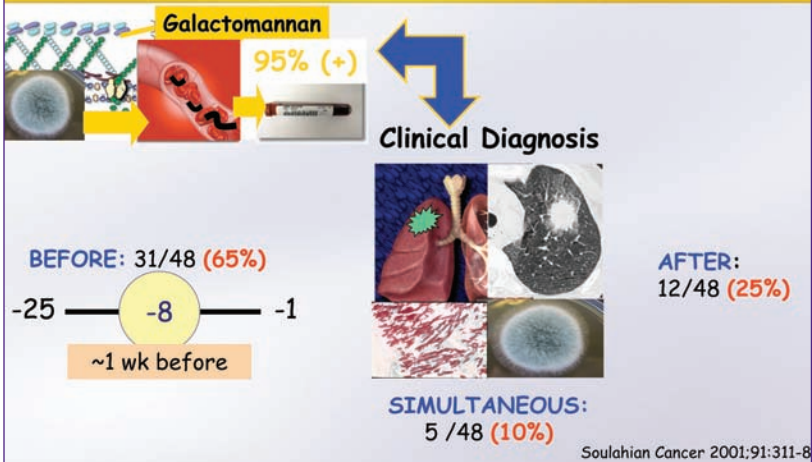 Galactomannan
95% (+)
Clinical Diagnosis
BEFORE: 31/48 (65%)
-25
-8
-1
~1 wk before
SIMULTANEOUS:
5 /48 (10%)
AFTER:
12/48 (25%)
Soulahian Cancer 2001;91:311-8